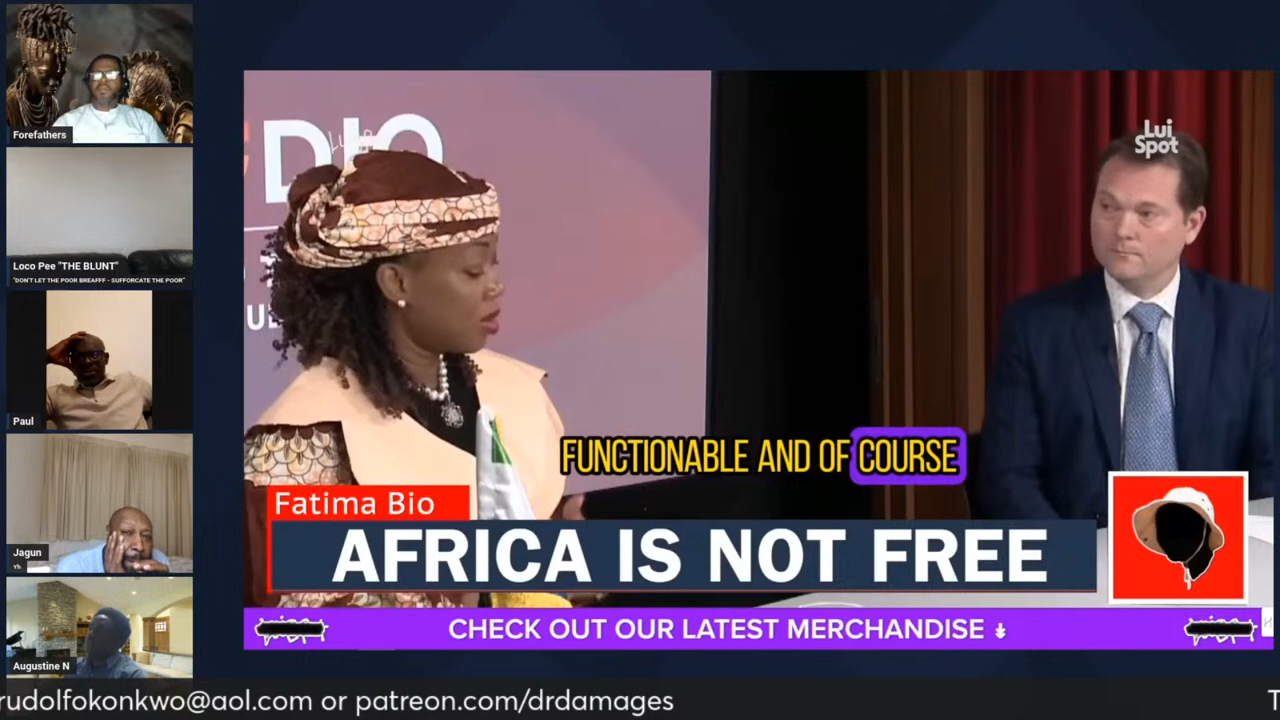 Forefathers
Loco Pee "THE BLUNT"
"DON'T LET THE POOR BREAFFF - SUFFORCATE THE POOR"
Paul
Jagun
Yh
Augustine N
DIO
Lui
Spot
FUNCTIONABLE AND OF COURSE
Fatima Bio
AFRICA IS NOT FREE
CHECK OUT OUR LATEST MERCHANDISE
rudolfokonkwo@aol.com or patreon.com/drdamages
T